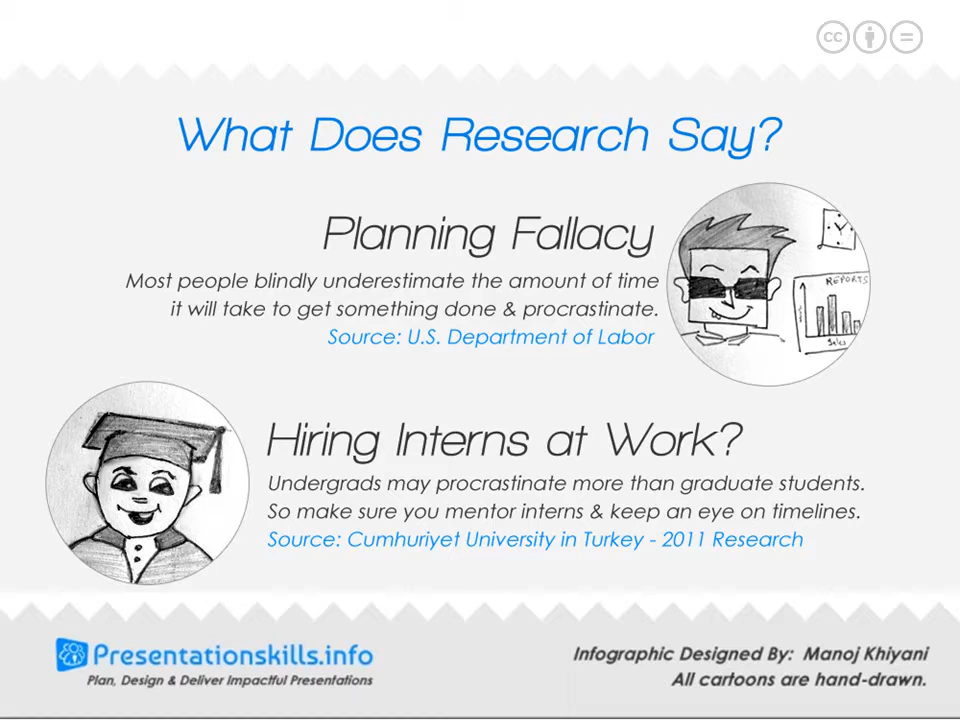 cc
What Does Research Say?
Planning Fallacy
Most people blindly underestimate the amount of time
it will take to get something done & procrastinate.
Source: U.S. Department of Labor
Y
REPORTS
Sales
Hiring Interns at Work?
Undergrads may procrastinate more than graduate students.
So make sure you mentor interns & keep an eye on timelines.
Source: Cumhuriyet University in Turkey - 2011 Research
Presentationskills.info
Plan, Design & Deliver Impactful Presentations
Infographic Designed By: Manoj Khiyani
All cartoons are hand-drawn.